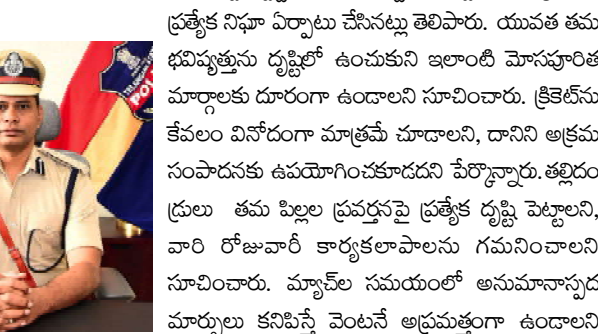 ప్రత్యేక నిఘా ఏర్పాటు చేసినట్లు తెలిపారు. యువత తమ
భవిష్యత్తును దృష్టిలో ఉంచుకుని ఇలాంటి మోసపూరిత
మార్గాలకు దూరంగా ఉండాలని సూచించారు. క్రికెట్‌ను
కేవలం వినోదంగా మాత్రమే చూడాలని, దానిని అక్రమ
సంపాదనకు ఉపయోగించకూడదని పేర్కొన్నారు.తల్లిదం
డ్రులు తమ పిల్లల ప్రవర్తనపై ప్రత్యేక దృష్టి పెట్టాలని,
వారి రోజువారీ కార్యకలాపాలను గమనించాలని
సూచించారు. మ్యాచ్‌ల సమయంలో అనుమానాస్పద
మార్పులు కనిపిస్తే వెంటనే అప్రమత్తంగా ఉండాలని